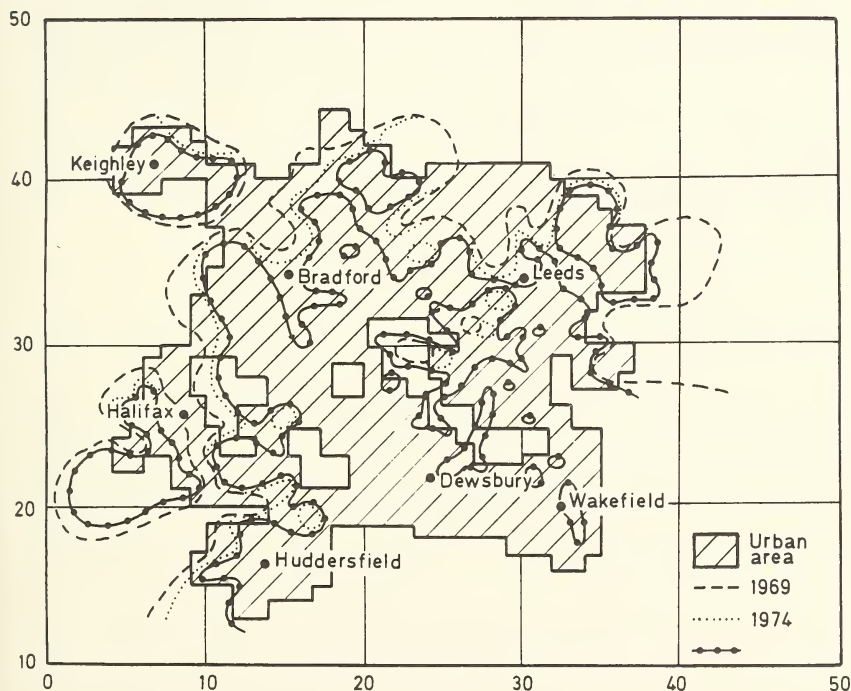 50
40
30
20
10
Keighley
Bradford
Leeds
Halifax
Dewsbury
Wakefield
Huddersfield
Urban
area
1969
1974
0
10
20
30
40
50